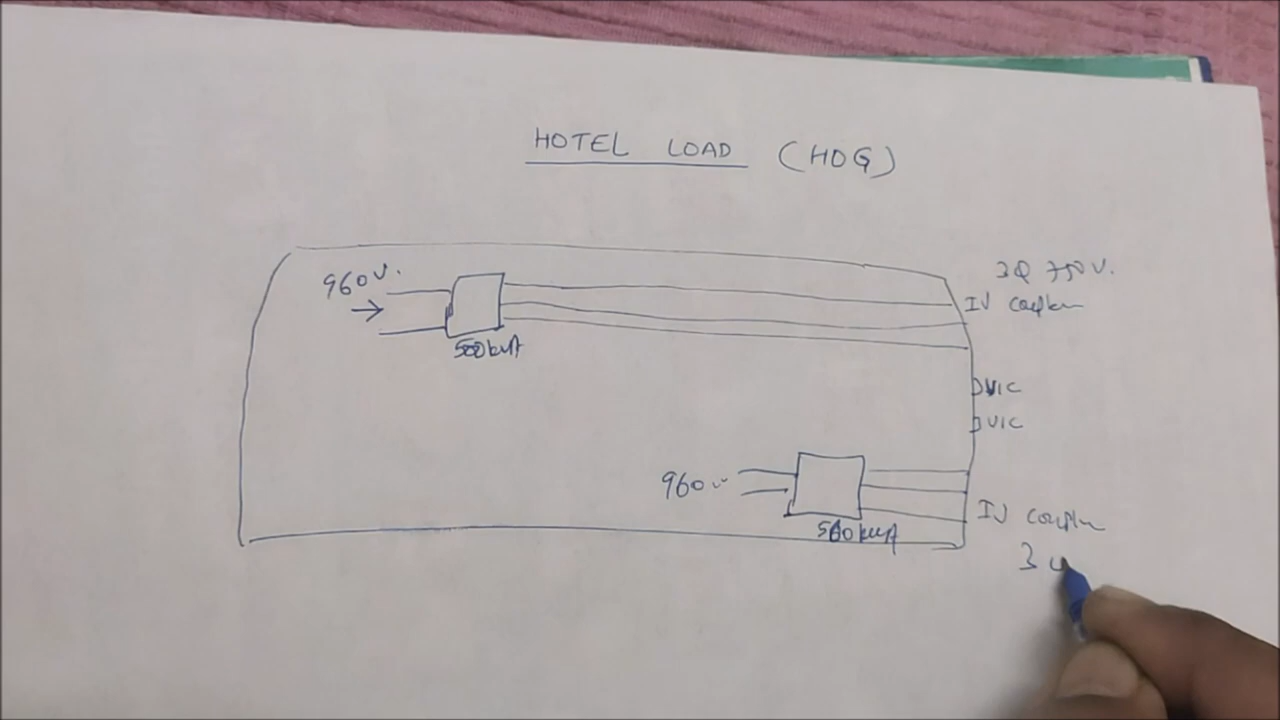 HOTEL LOAD (HOG)
960V.
3Φ 750V.
IV coupler
500kVA
UIC
UIC
960V
IV coupler
500kVA
3